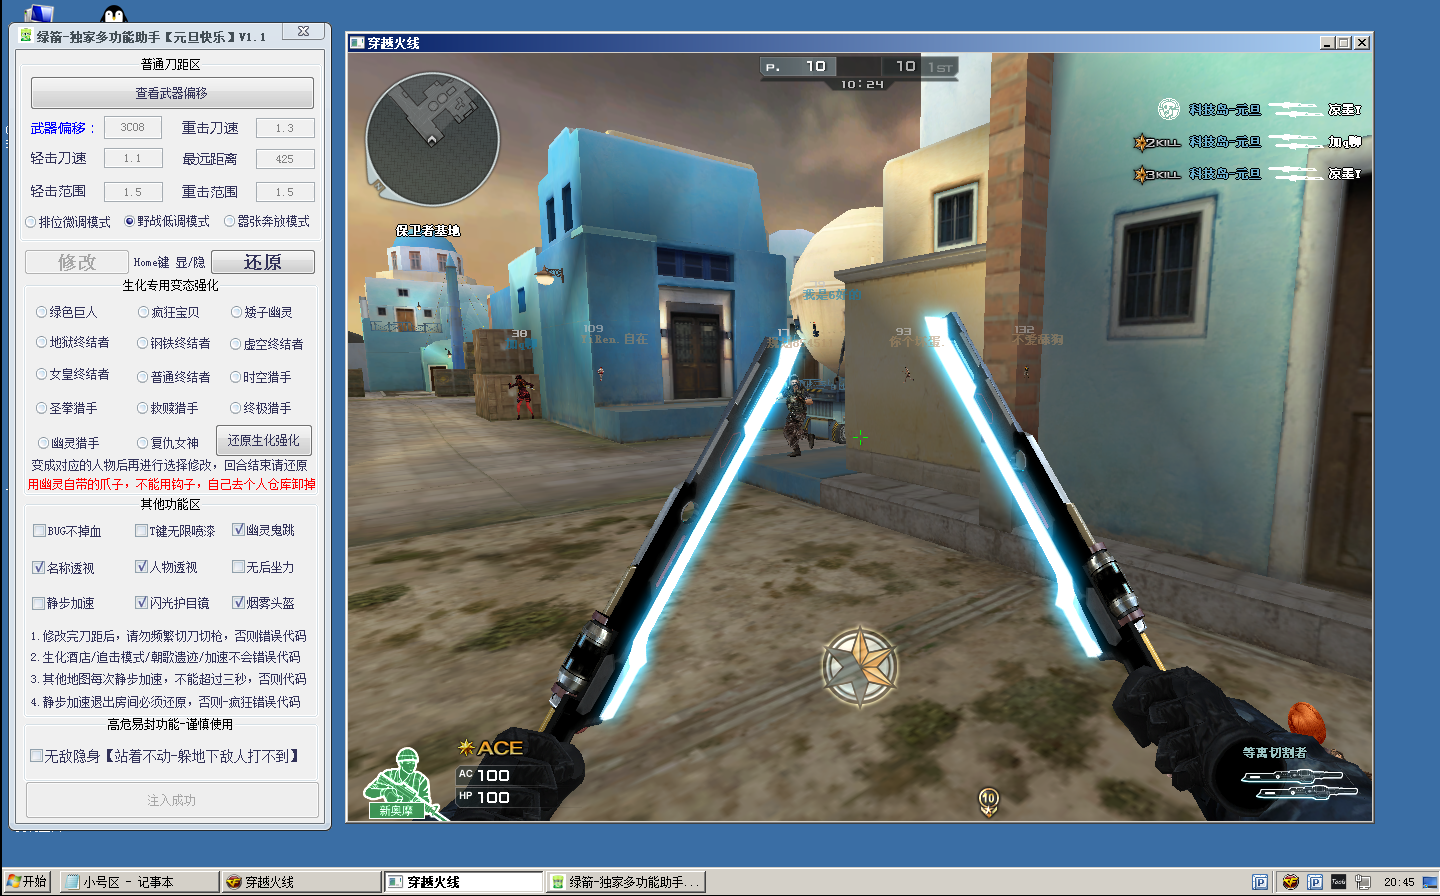 绿箭-独家多功能助手【元旦快乐】V1.1
普通刀距区
查看武器偏移
武器偏移： 3C08 重击刀速 1.3
轻击刀速 1.1 最远距离 425
轻击范围 1.5 重击范围 1.5
排位微调模式 野战低调模式 嚣张奔放模式
修改 Home键 显/隐 还原
生化专用变态强化
绿色巨人 疯狂宝贝 矮子幽灵
地狱终结者 钢铁终结者 虚空终结者
女皇终结者 普通终结者 时空猎手
圣拳猎手 救赎猎手 终极猎手
幽灵猎手 复仇女神 还原生化强化
变成对应的人物后再进行选择修改，回合结束请还原
用幽灵自带的爪子，不能用钩子，自己去个人仓库卸掉
其他功能区
BUG不掉血 T键无限喷漆 幽灵鬼跳
名称透视 人物透视 无后坐力
静步加速 闪光护目镜 烟雾头盔
1.修改完刀距后，请勿频繁切刀切枪，否则错误代码
2.生化酒店/追击模式/朝歌遗迹/加速不会错误代码
3.其他地图每次静步加速，不能超过三秒，否则代码
4.静步加速退出房间必须还原，否则-疯狂错误代码
高危易封功能-谨慎使用
无敌隐身【站着不动-躲地下敌人打不到】
注入成功
穿越火线
P. 10 10 1ST
10:24
科技岛-元旦
2KILL 科技岛-元旦
3KILL 科技岛-元旦
保卫者基地
38
109
自在
93
你个
132
不爱舔狗
ACE
AC 100
HP 100
新奥摩
10
等离切割者
开始 小号区 - 记事本 穿越火线 穿越火线 绿箭-独家多功能助手... 20:45